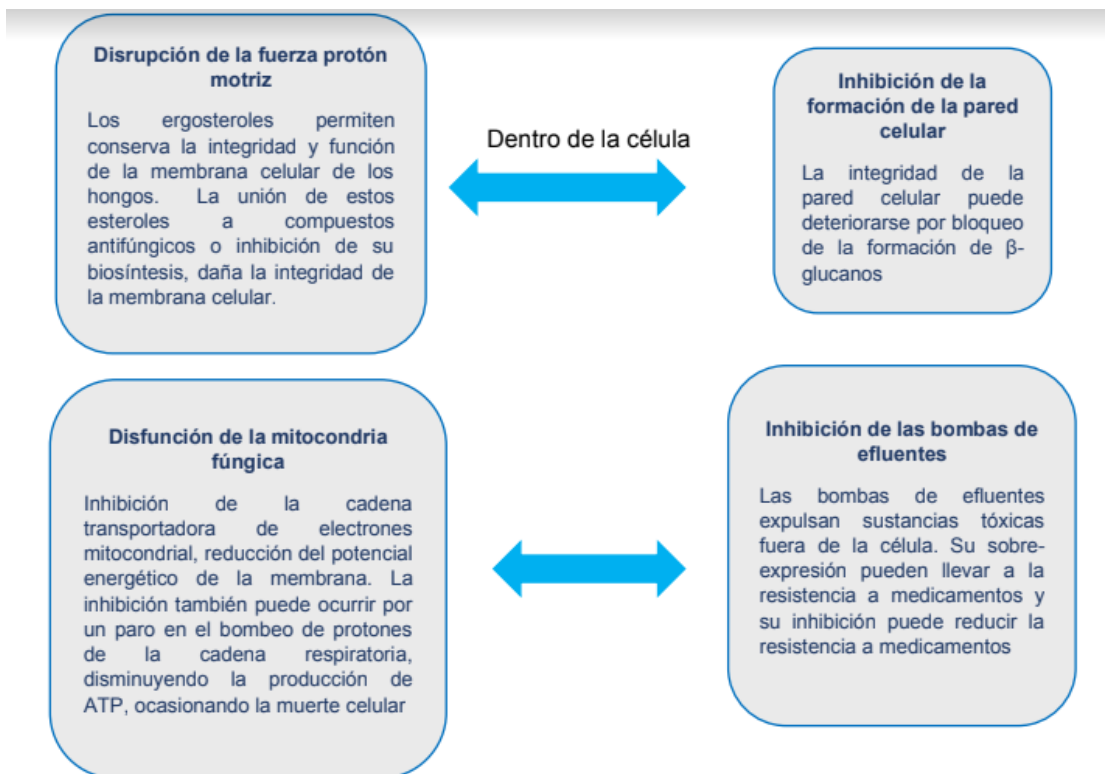 Disrupción de la fuerza protón
motriz
Los ergosteroles permiten
conserva la integridad y función
de la membrana celular de los
hongos. La unión de estos
esteroles a compuestos
antifúngicos o inhibición de su
biosíntesis, daña la integridad de
la membrana celular.
Dentro de la célula
Inhibición de la
formación de la pared
celular
La integridad de la
pared celular puede
deteriorarse por bloqueo
de la formación de β-
glucanos
Disfunción de la mitocondria
fúngica
Inhibición de la cadena
transportadora de electrones
mitocondrial, reducción del potencial
energético de la membrana. La
inhibición también puede ocurrir por
un paro en el bombeo de protones
de la cadena respiratoria,
disminuyendo la producción de
ATP, ocasionando la muerte celular
Inhibición de las bombas de
efluentes
Las bombas de efluentes
expulsan sustancias tóxicas
fuera de la célula. Su sobre-
expresión pueden llevar a la
resistencia a medicamentos y
su inhibición puede reducir la
resistencia a medicamentos